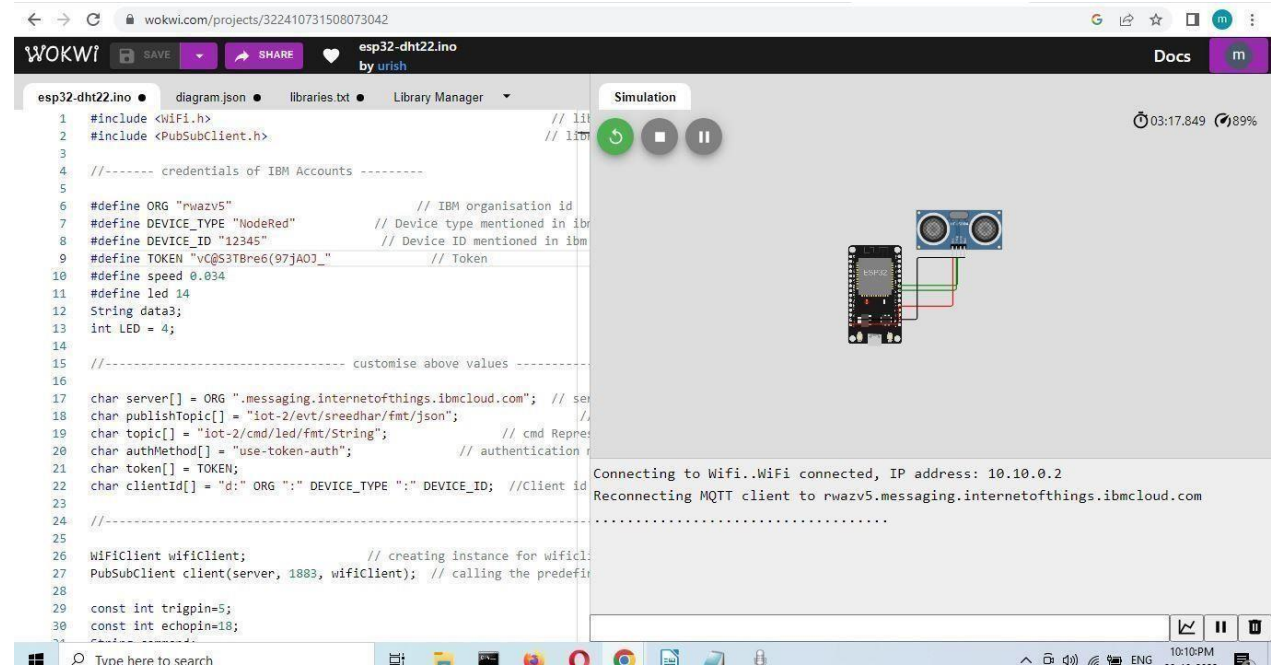 wokwi.com/projects/322410731508073042
WOKWI SAVE SHARE esp32-dht22.ino by urish Docs m
esp32-dht22.ino ● diagram.json ● libraries.txt ● Library Manager Simulation
03:17.849 89%
1 #include <WiFi.h> // lib
2 #include <PubSubClient.h> // libr
3
4 //------- credentials of IBM Accounts ---------
5
6 #define ORG "rwazv5" // IBM organisation id
7 #define DEVICE_TYPE "NodeRed" // Device type mentioned in ibm
8 #define DEVICE_ID "12345" // Device ID mentioned in ibm
9 #define TOKEN "vC@S3TBre6(97jAOJ_" // Token
10 #define speed 0.034
11 #define led 14
12 String data3;
13 int LED = 4;
14
15 //-------------------------------- customise above values ----------
16
17 char server[] = ORG ".messaging.internetofthings.ibmcloud.com"; // ser
18 char publishTopic[] = "iot-2/evt/sreedhar/fmt/json"; //
19 char topic[] = "iot-2/cmd/led/fmt/String"; // cmd Repres
20 char authMethod[] = "use-token-auth"; // authentication
21 char token[] = TOKEN;
22 char clientId[] = "d:" ORG ":" DEVICE_TYPE ":" DEVICE_ID; //Client id
23
24 //-----------------------------------------------------------------
25
26 WiFiClient wifiClient; // creating instance for wificli
27 PubSubClient client(server, 1883, wifiClient); // calling the predefin
28
29 const int trigpin=5;
30 const int echopin=18;
ESP32
Connecting to Wifi..WiFi connected, IP address: 10.10.0.2
Reconnecting MQTT client to rwazv5.messaging.internetofthings.ibmcloud.com
....................................
Type here to search
ENG
10:10:PM